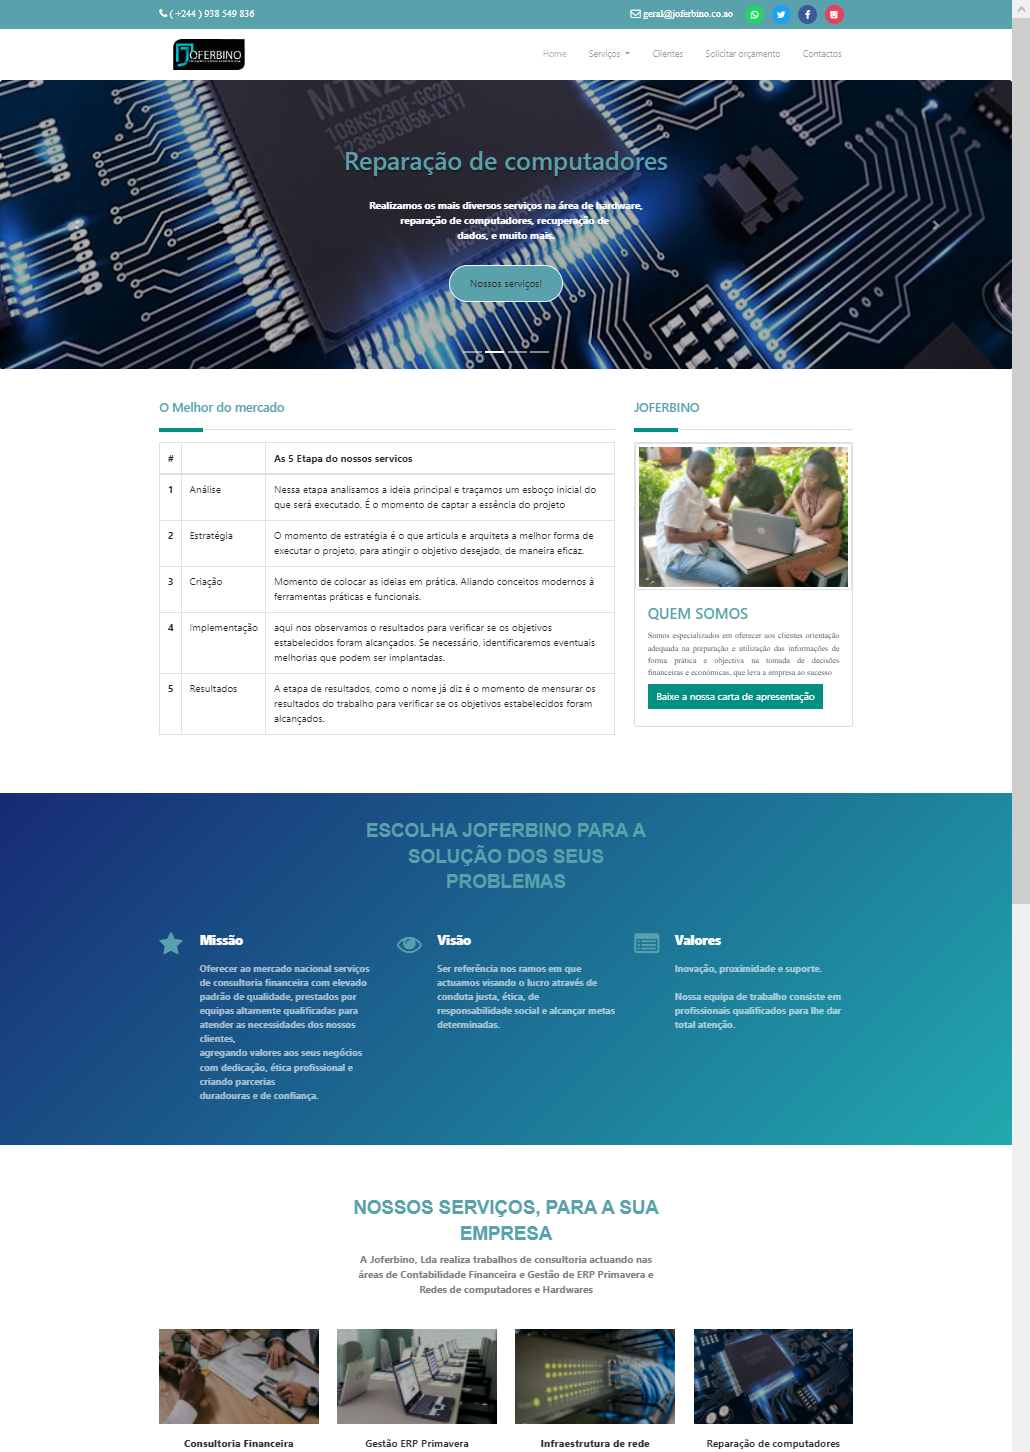 ( +244 ) 938 549 836
geral@joferbino.co.ao
JOFERBINO
Home
Serviços
Clientes
Solicitar orçamento
Contactos
108KS23OF-GC20
1238503058-LY17
Reparação de computadores
Realizamos os mais diversos serviços na área de hardware,
reparação de computadores, recuperação de
dados, e muito mais.
Nossos serviços!
O Melhor do mercado
# As 5 Etapa do nossos servicos
1 Análise Nessa etapa analisamos a ideia principal e traçamos um esboço inicial do
que será executado. É o momento de captar a essência do projeto
2 Estratégia O momento de estratégia é o que articula e arquiteta a melhor forma de
executar o projeto, para atingir o objetivo desejado, de maneira eficaz.
3 Criação Momento de colocar as ideias em prática. Aliando conceitos modernos à
ferramentas práticas e funcionais.
4 Implementação aqui nos observamos o resultados para verificar se os objetivos
estabelecidos foram alcançados. Se necessário, identificaremos eventuais
melhorias que podem ser implantadas.
5 Resultados A etapa de resultados, como o nome já diz é o momento de mensurar os
resultados do trabalho para verificar se os objetivos estabelecidos foram
alcançados.
JOFERBINO
QUEM SOMOS
Somos especializados em oferecer aos clientes orientação
adequada na preparação e utilização das informações de
forma prática e objectiva na tomada de decisões
financeiras e económicas, que leva a empresa ao sucesso
Baixe a nossa carta de apresentação
ESCOLHA JOFERBINO PARA A
SOLUÇÃO DOS SEUS
PROBLEMAS
Missão
Oferecer ao mercado nacional serviços
de consultoria financeira com elevado
padrão de qualidade, prestados por
equipas altamente qualificadas para
atender as necessidades dos nossos
clientes,
agregando valores aos seus negócios
com dedicação, ética profissional e
criando parcerias
duradouras e de confiança.
Visão
Ser referência nos ramos em que
actuamos visando o lucro através de
conduta justa, ética, de
responsabilidade social e alcançar metas
determinadas.
Valores
Inovação, proximidade e suporte.
Nossa equipa de trabalho consiste em
profissionais qualificados para lhe dar
total atenção.
NOSSOS SERVIÇOS, PARA A SUA
EMPRESA
A Joferbino, Lda realiza trabalhos de consultoria actuando nas
áreas de Contabilidade Financeira e Gestão de ERP Primavera e
Redes de computadores e Hardwares
Consultoria Financeira
Gestão ERP Primavera
Infraestrutura de rede
Reparação de computadores